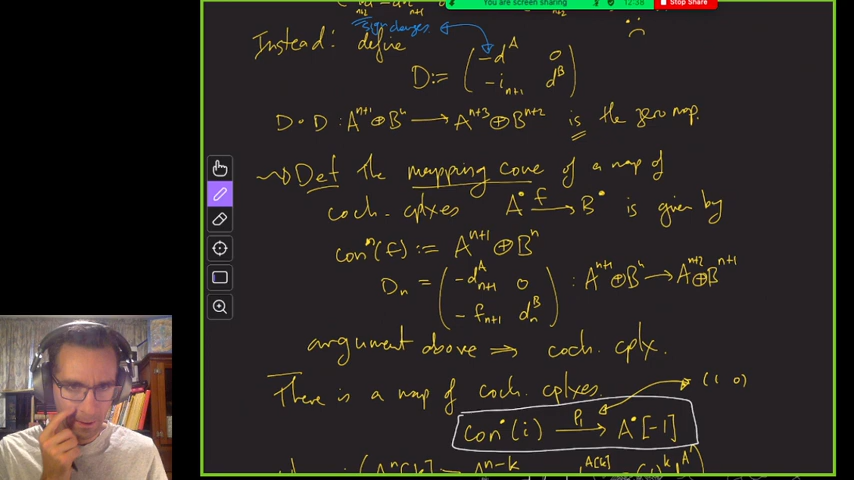 You are screen sharing 12:38 Stop Share
sign changes.
Instead: define
D := ( -d^A 0
-i_{n+1} d^B )
D∘D : A^{n+1} ⊕ B^n → A^{n+3} ⊕ B^{n+2} is the zero map.
⇝ Def the mapping cone of a map of
coch. cplxes A^• →^f B^• is given by
con^n(f) := A^{n+1} ⊕ B^n
D_n = ( -d^A_{n+1} 0
-f_{n+1} d^B_n ) : A^{n+1} ⊕ B^n → A^{n+2} ⊕ B^{n+1}
argument above ⇒ coch. cplx.
There is a map of coch. cplxes. (1 0)
con^•(i) →^{p_1} A^•[-1]